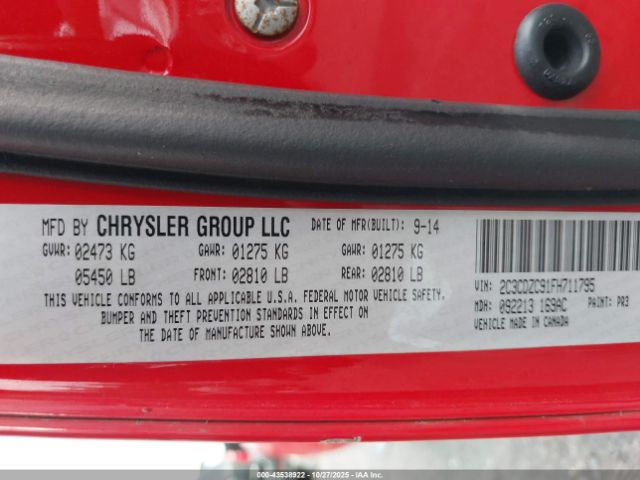 MFD BY CHRYSLER GROUP LLC DATE OF MFR(BUILT): 9-14
GVWR: 02473 KG GAWR: 01275 KG GAWR: 01275 KG
05450 LB FRONT: 02810 LB REAR: 02810 LB
THIS VEHICLE CONFORMS TO ALL APPLICABLE U.S.A. FEDERAL MOTOR VEHICLE SAFETY,
BUMPER AND THEFT PREVENTION STANDARDS IN EFFECT ON
THE DATE OF MANUFACTURE SHOWN ABOVE.
VIN: 2C3CDZC91FH711795
MDH: 092213 169AC PAINT: PR3
VEHICLE MADE IN CANADA
000-43538922 | 10/27/2025 | IAA, Inc.